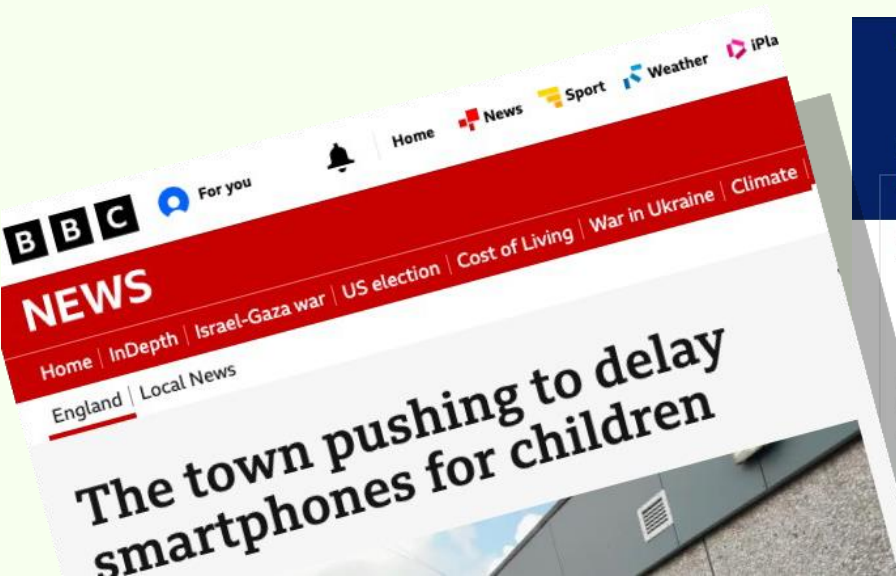 Home News Sport Weather iPla
BBC For you
NEWS
Home InDepth Israel-Gaza war US election Cost of Living War in Ukraine Climate
England Local News
The town pushing to delay
smartphones for children